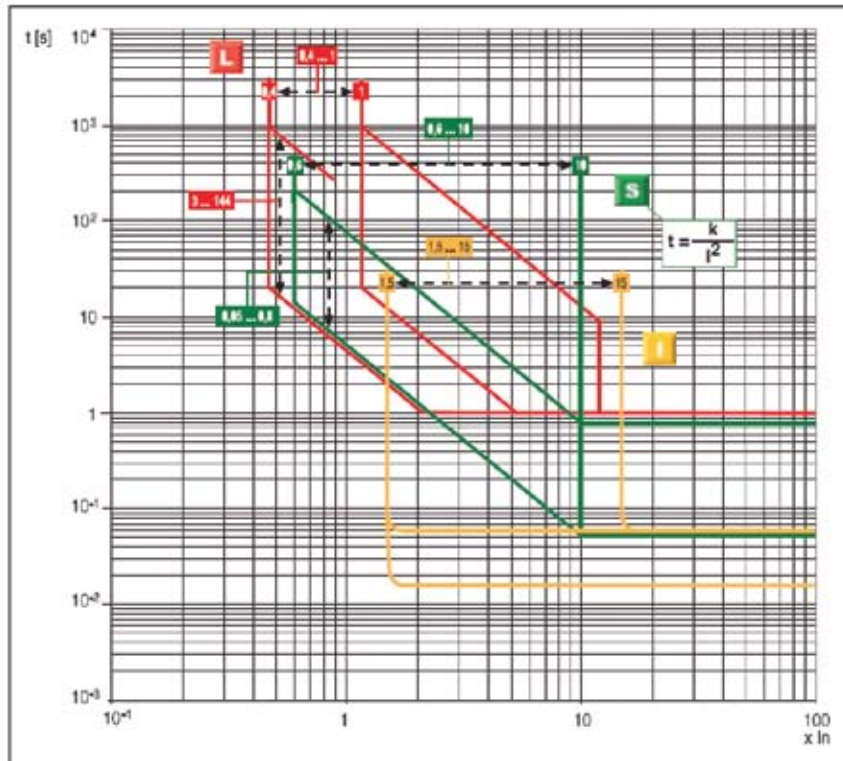 t [s]
10⁴
L
0,4 ... 1
0,4
1
10³
0,6 ... 10
0,6
10
S
3 ... 144
10²
t = k / I²
1,5 ... 15
1,5
15
0,05 ... 0,8
10
I
1
10⁻¹
10⁻²
10⁻³
10⁻¹
1
10
100
x In